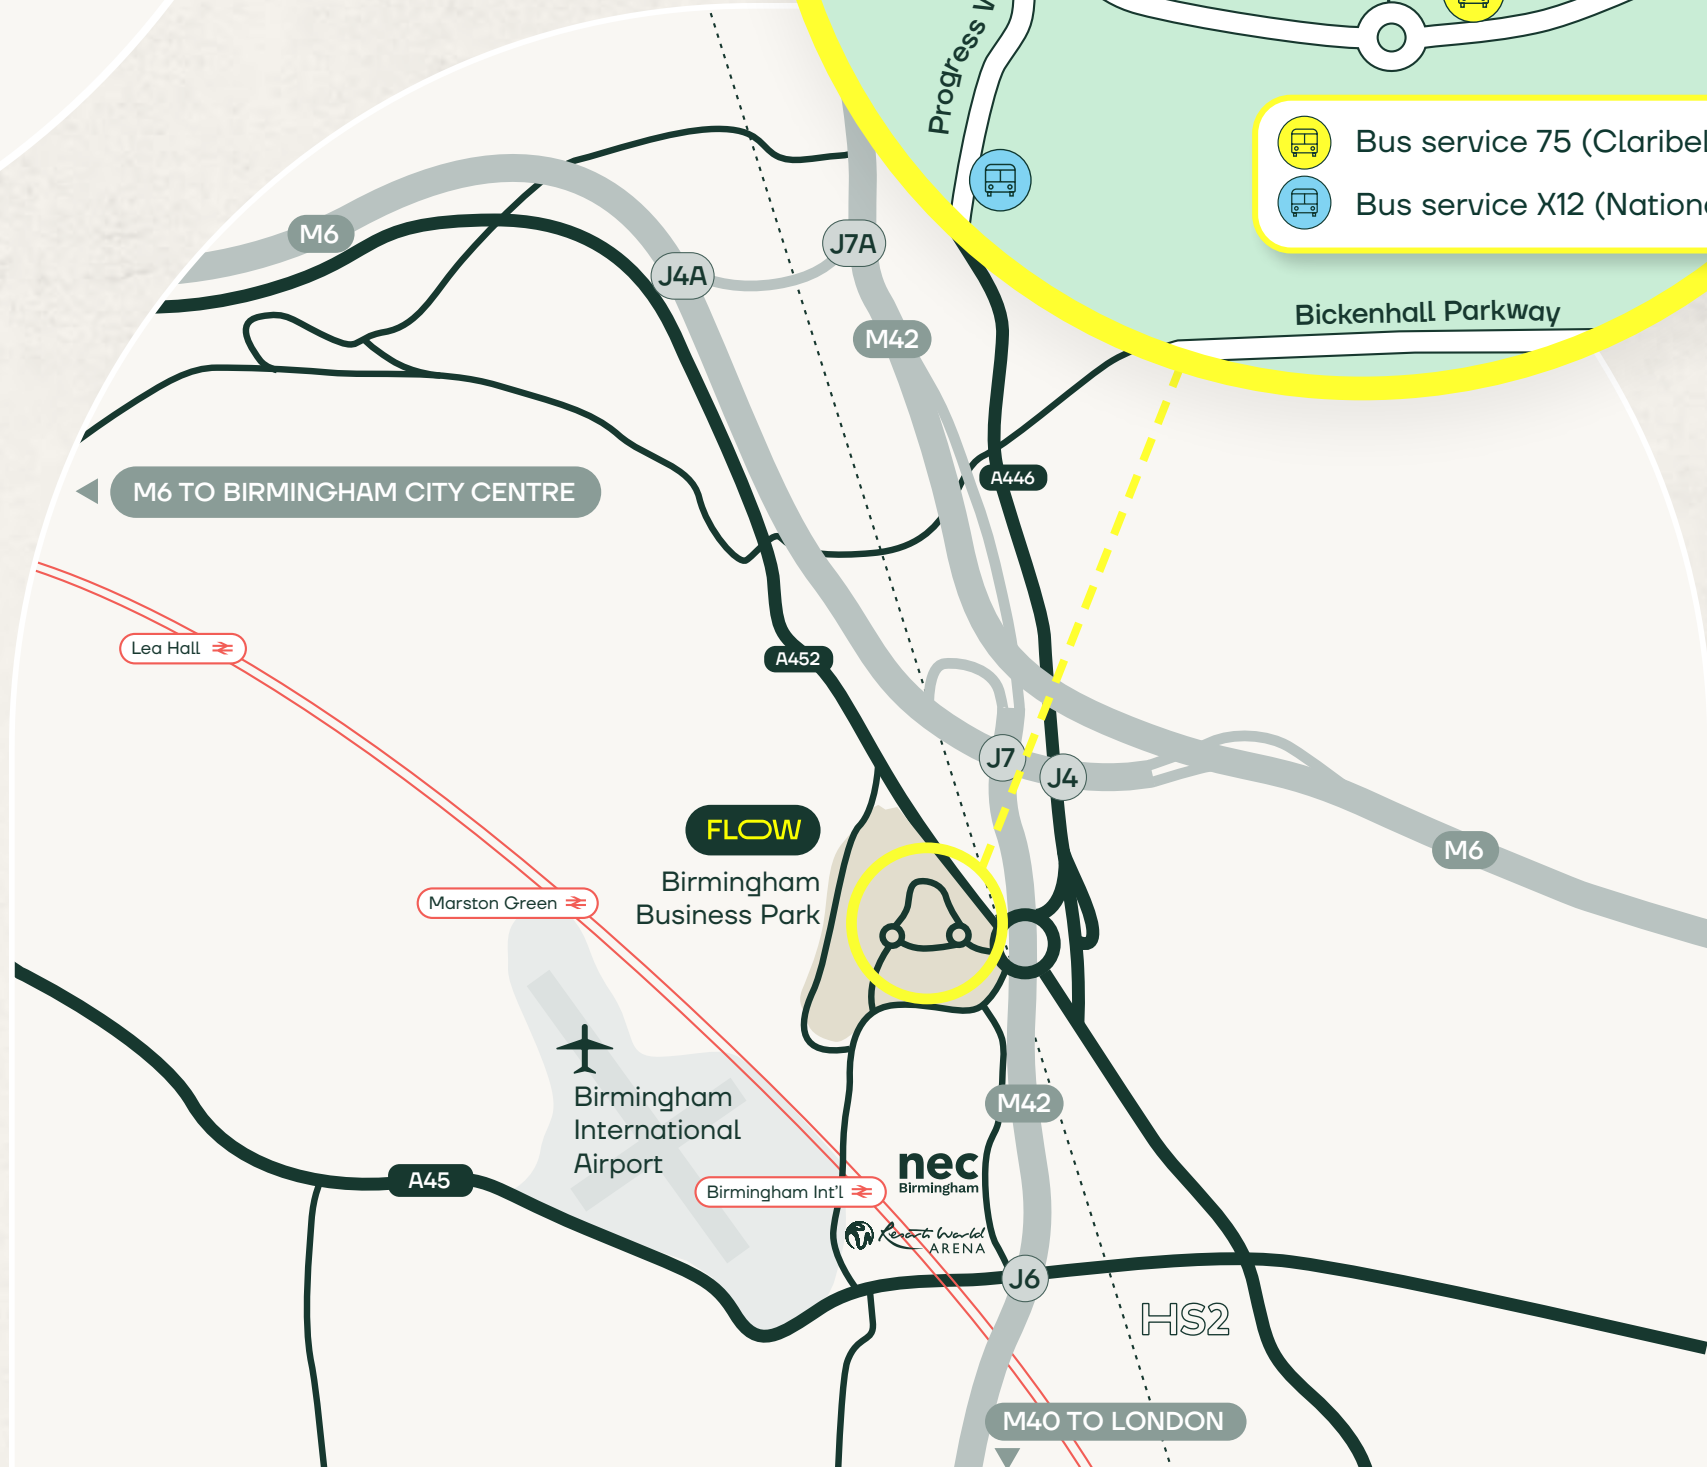 Progress
Bus service 75
Bus service X12
Bickenhall Parkway
M6
J7A
J4A
M42
A446
M6 TO BIRMINGHAM CITY CENTRE
Lea Hall
A452
J7
J4
FLOW
Birmingham
Business Park
M6
Marston Green
Birmingham
International
Airport
M42
nec
Birmingham
A45
Birmingham Int'l
Resorts World
ARENA
J6
HS2
M40 TO LONDON